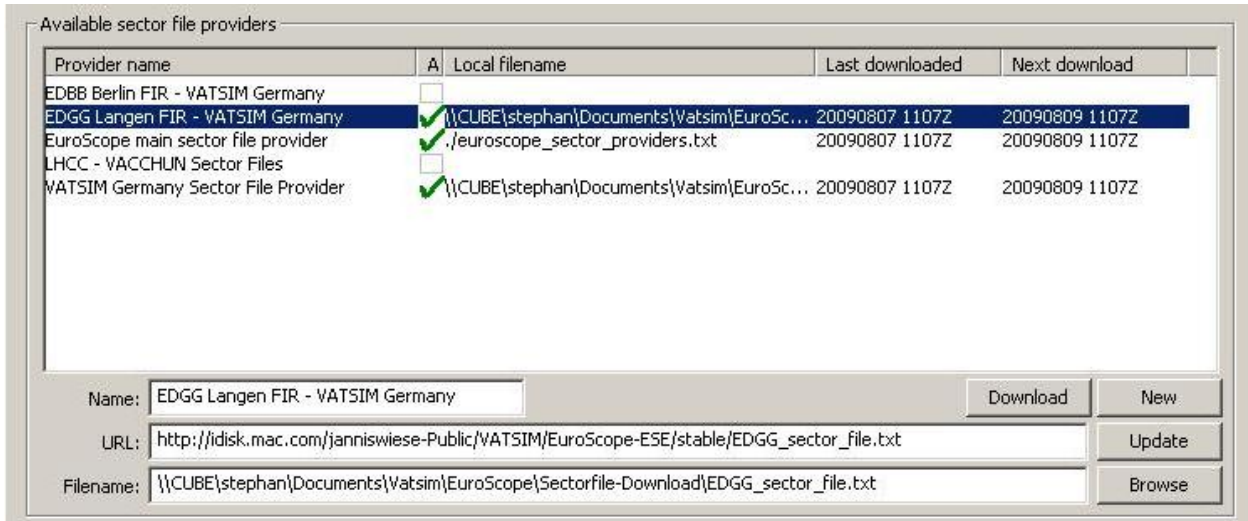 Available sector file providers
Provider name A Local filename Last downloaded Next download
EDBB Berlin FIR - VATSIM Germany
EDGG Langen FIR - VATSIM Germany \\CUBE\stephan\Documents\Vatsim\EuroSc... 20090807 1107Z 20090809 1107Z
EuroScope main sector file provider ./euroscope_sector_providers.txt 20090807 1107Z 20090809 1107Z
LHCC - VACCHUN Sector Files
VATSIM Germany Sector File Provider \\CUBE\stephan\Documents\Vatsim\EuroSc... 20090807 1107Z 20090809 1107Z
Name: EDGG Langen FIR - VATSIM Germany Download New
URL: http://idisk.mac.com/janniswiese-Public/VATSIM/EuroScope-ESE/stable/EDGG_sector_file.txt Update
Filename: \\CUBE\stephan\Documents\Vatsim\EuroScope\Sectorfile-Download\EDGG_sector_file.txt Browse